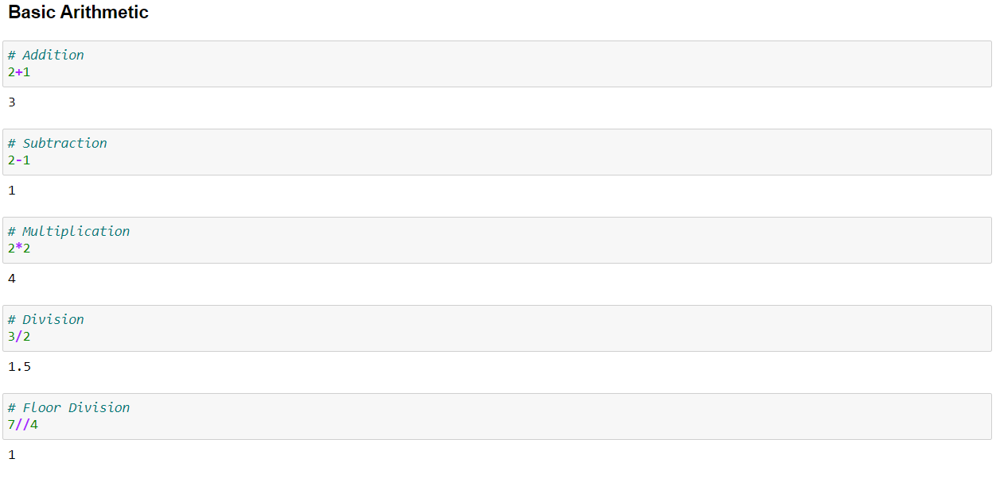 Basic Arithmetic
# Addition
2+1
3
# Subtraction
2-1
1
# Multiplication
2*2
4
# Division
3/2
1.5
# Floor Division
7//4
1